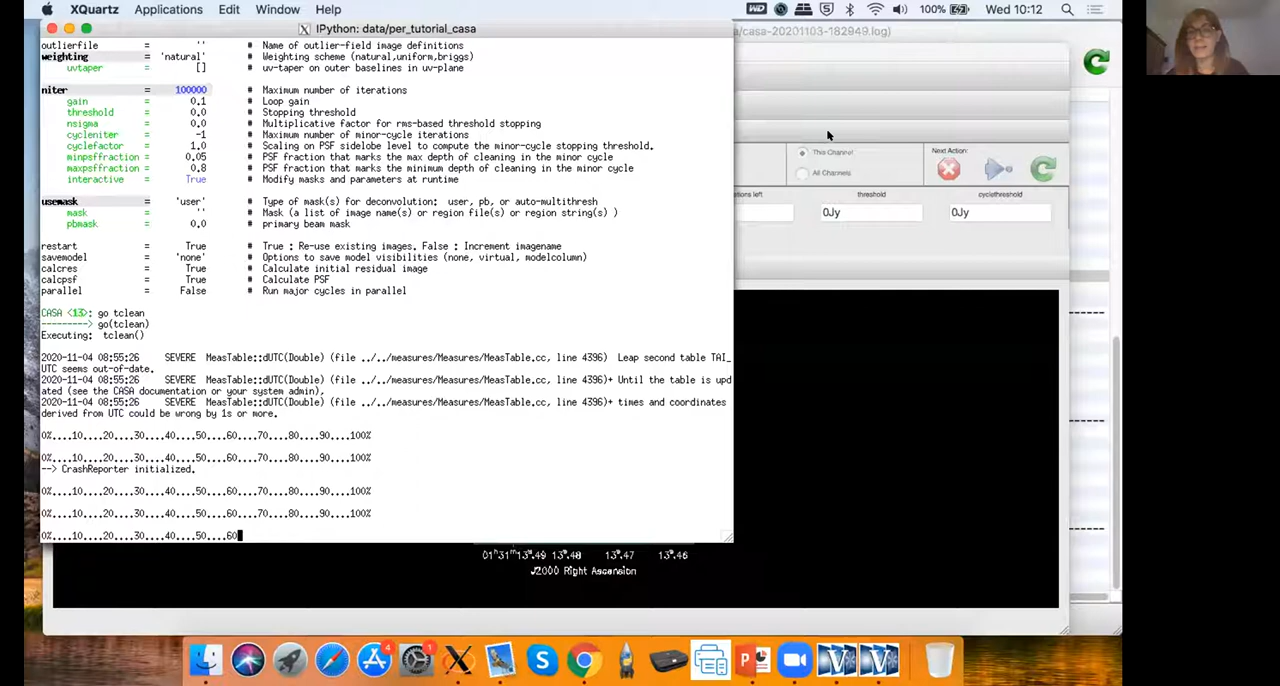 XQuartz Applications Edit Window Help
100% Wed 10:12
IPython: data/per_tutorial_casa
a/casa-20201103-182949.log)
outlierfile = '' # Name of outlier-field image definitions
weighting = 'natural' # Weighting scheme (natural,uniform,briggs)
uvtaper = [] # uv-taper on outer baselines in uv-plane
niter = 100000 # Maximum number of iterations
gain = 0.1 # Loop gain
threshold = 0.0 # Stopping threshold
nsigma = 0.0 # Multiplicative factor for rms-based threshold stopping
cycleniter = -1 # Maximum number of minor-cycle iterations
cyclefactor = 1.0 # Scaling on PSF sidelobe level to compute the minor-cycle stopping threshold.
minpsffraction = 0.05 # PSF fraction that marks the max depth of cleaning in the minor cycle
maxpsffraction = 0.8 # PSF fraction that marks the minimum depth of cleaning in the minor cycle
interactive = True # Modify masks and parameters at runtime
usemask = 'user' # Type of mask(s) for deconvolution: user, pb, or auto-multithresh
mask = '' # Mask (a list of image name(s) or region file(s) or region string(s) )
pbmask = 0.0 # primary beam mask
restart = True # True : Re-use existing images. False : Increment imagename
savemodel = 'none' # Options to save model visibilities (none, virtual, modelcolumn)
calcres = True # Calculate initial residual image
calcpsf = True # Calculate PSF
parallel = False # Run major cycles in parallel
CASA <13>: go tclean
---------> go(tclean)
Executing: tclean()
2020-11-04 08:55:26 SEVERE MeasTable::dUTC(Double) (file ../../measures/Measures/MeasTable.cc, line 4396) Leap second table TAI_
UTC seems out-of-date.
2020-11-04 08:55:26 SEVERE MeasTable::dUTC(Double) (file ../../measures/Measures/MeasTable.cc, line 4396)+ Until the table is upd
ated (see the CASA documentation or your system admin),
2020-11-04 08:55:26 SEVERE MeasTable::dUTC(Double) (file ../../measures/Measures/MeasTable.cc, line 4396)+ times and coordinates
derived from UTC could be wrong by 1s or more.
0%....10....20....30....40....50....60....70....80....90....100%
0%....10....20....30....40....50....60....70....80....90....100%
--> CrashReporter initialized.
0%....10....20....30....40....50....60....70....80....90....100%
0%....10....20....30....40....50....60....70....80....90....100%
0%....10....20....30....40....50....60
This Channel
All Channels
Next Action:
left threshold cyclethreshold
0Jy 0Jy
01:31m13s.49 13s.48 13s.47 13s.46
J2000 Right Ascension